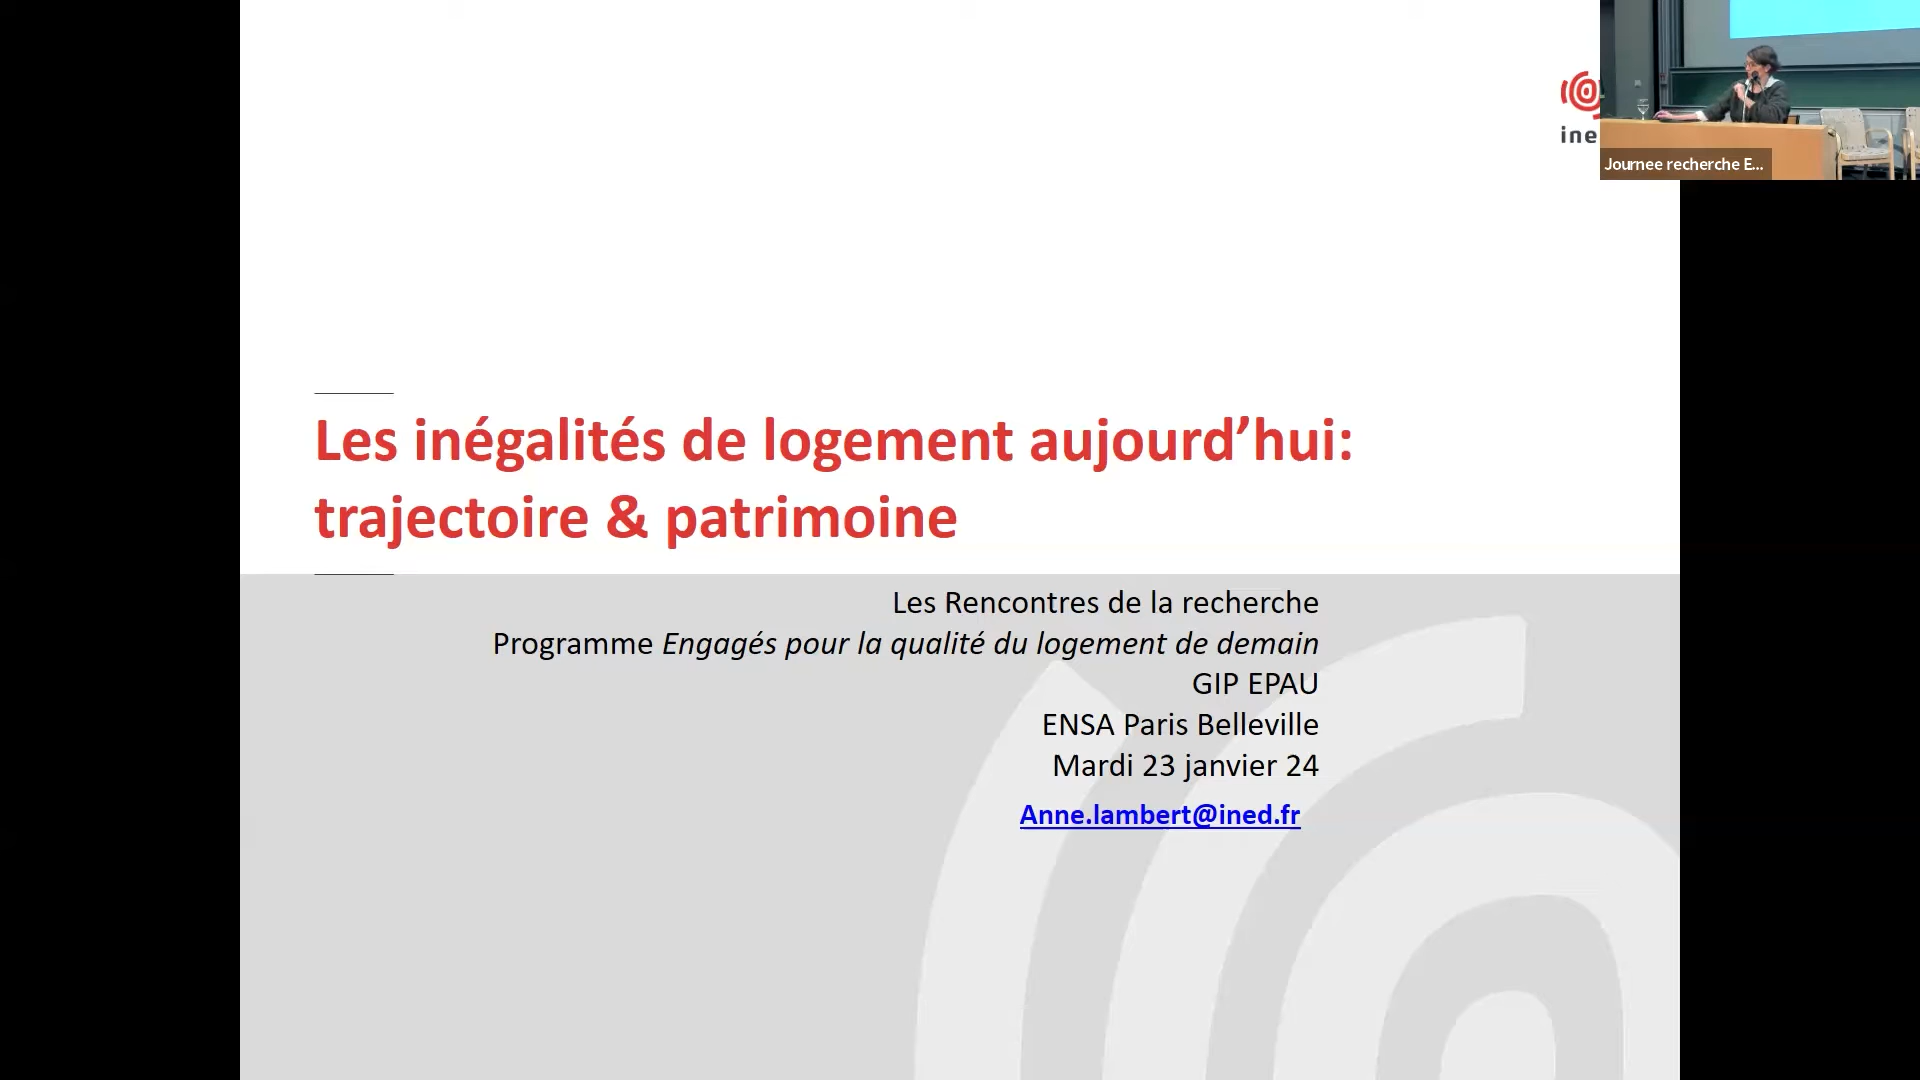 ine
Journee recherche E...
Les inégalités de logement aujourd’hui:
trajectoire & patrimoine
Les Rencontres de la recherche
Programme Engagés pour la qualité du logement de demain
GIP EPAU
ENSA Paris Belleville
Mardi 23 janvier 24
Anne.lambert@ined.fr